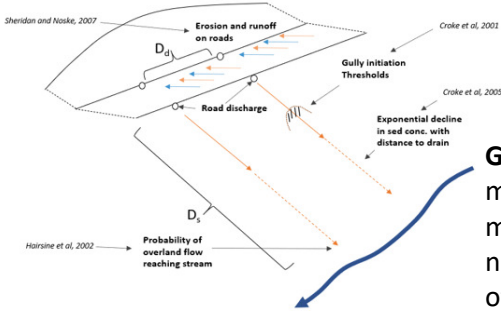 Sheridan and Noske, 2007
Erosion and runoff
on roads
Dd
Croke et al, 2001
Gully initiation
Thresholds
Road discharge
Croke et al, 2005
Exponential decline
in sed conc. with
distance to drain
Ds
Hairsine et al, 2002
Probability of
overland flow
reaching stream
G
m
m
n
o